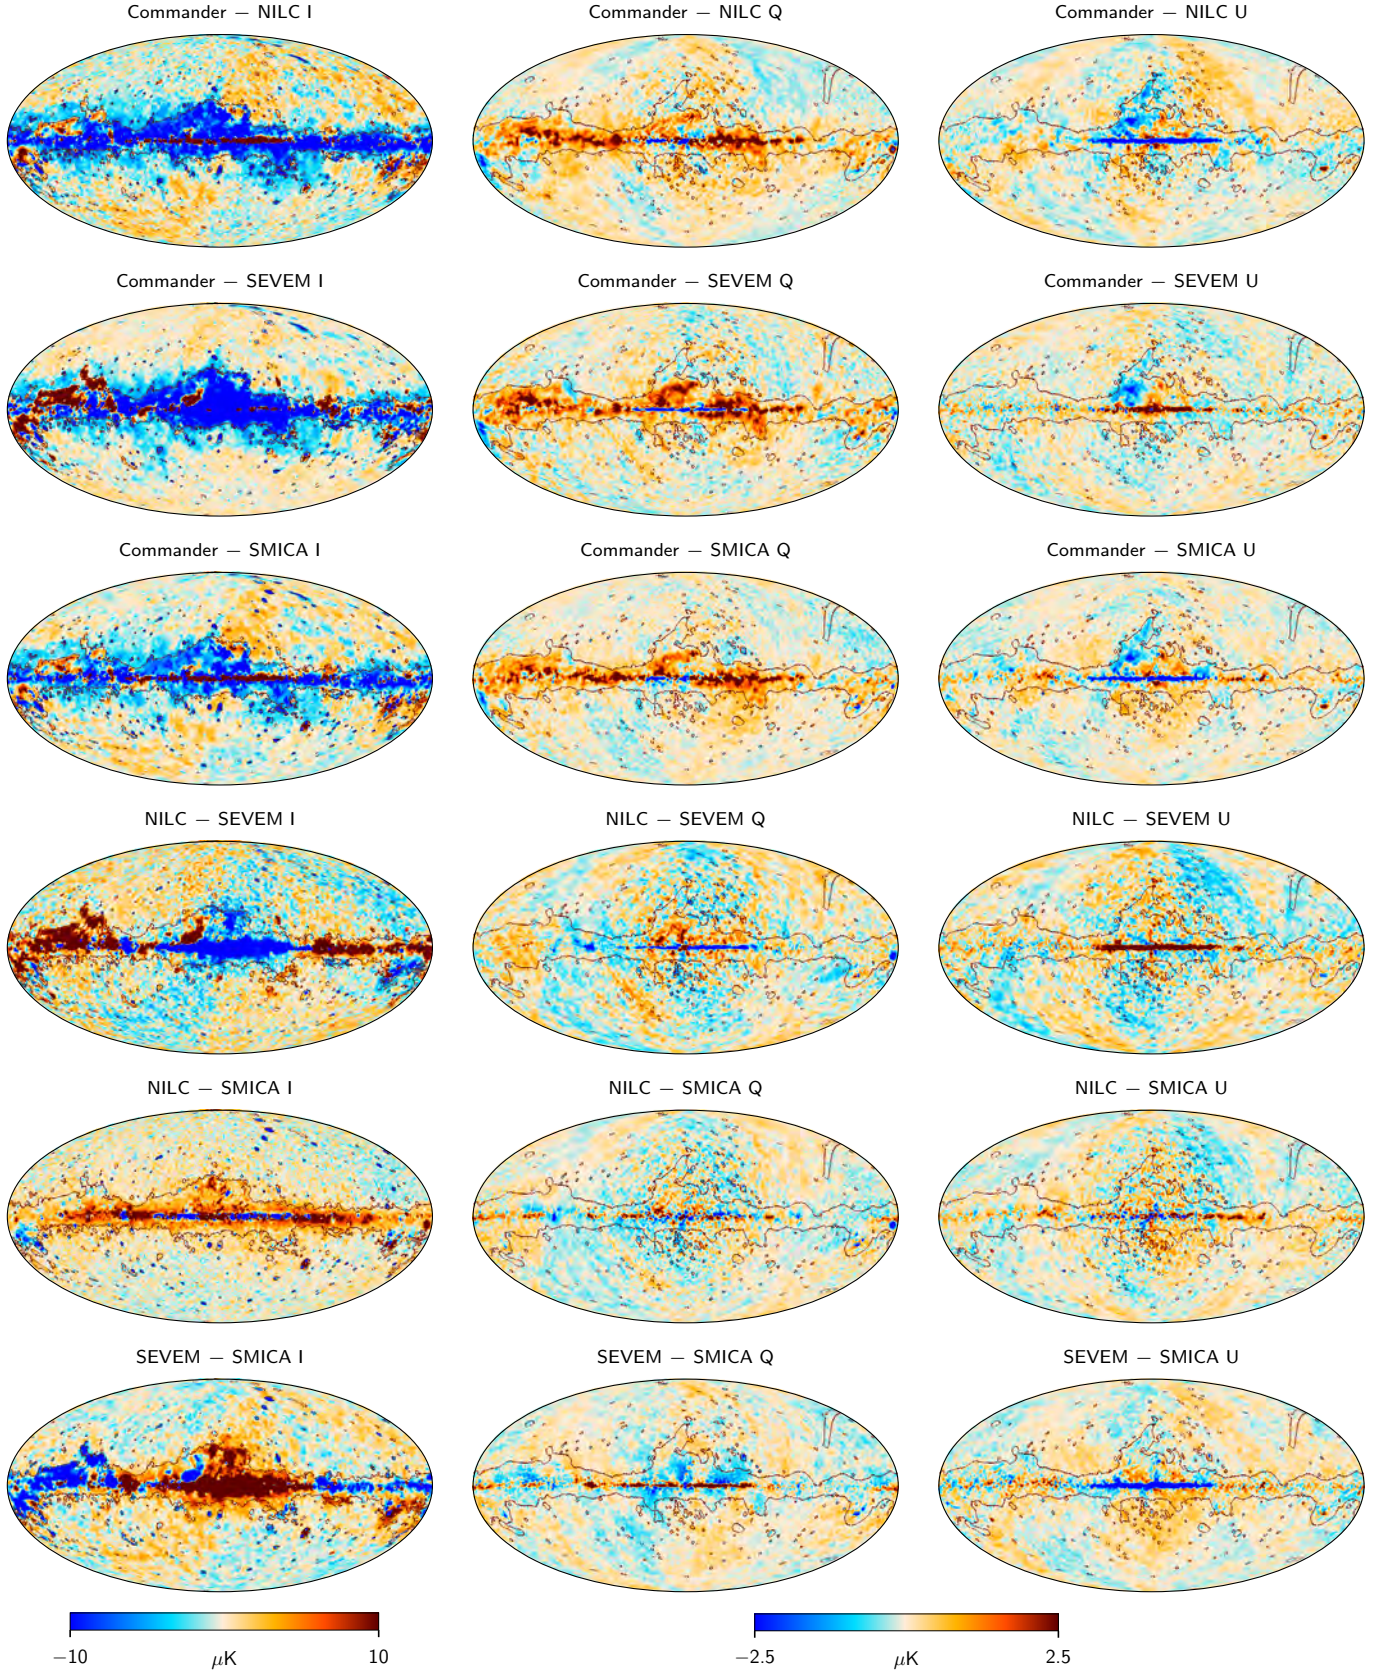 Commander − NILC I
Commander − NILC Q
Commander − NILC U
Commander − SEVEM I
Commander − SEVEM Q
Commander − SEVEM U
Commander − SMICA I
Commander − SMICA Q
Commander − SMICA U
NILC − SEVEM I
NILC − SEVEM Q
NILC − SEVEM U
NILC − SMICA I
NILC − SMICA Q
NILC − SMICA U
SEVEM − SMICA I
SEVEM − SMICA Q
SEVEM − SMICA U
−10 μK 10
−2.5 μK 2.5